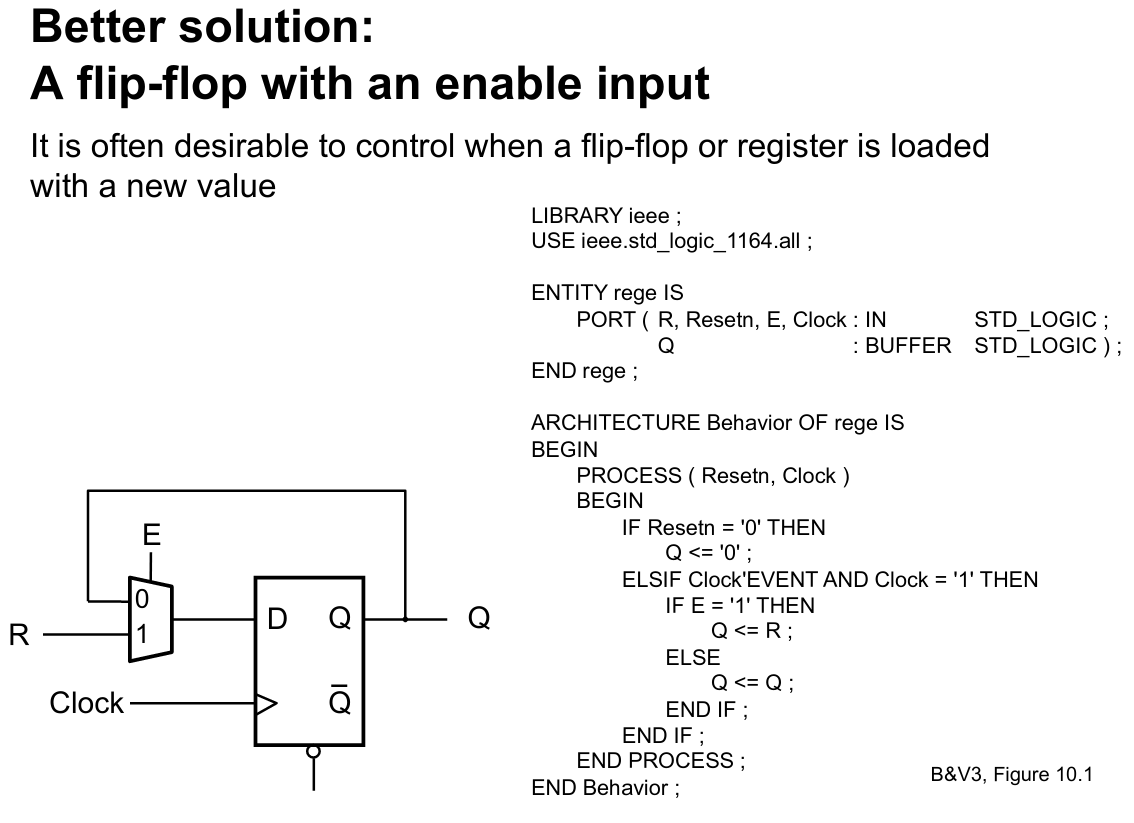 Better solution:
A flip-flop with an enable input
It is often desirable to control when a flip-flop or register is loaded
with a new value
LIBRARY ieee ;
USE ieee.std_logic_1164.all ;
ENTITY rege IS
PORT ( R, Resetn, E, Clock : IN STD_LOGIC ;
Q : BUFFER STD_LOGIC ) ;
END rege ;
ARCHITECTURE Behavior OF rege IS
BEGIN
PROCESS ( Resetn, Clock )
BEGIN
IF Resetn = '0' THEN
Q <= '0' ;
ELSIF Clock'EVENT AND Clock = '1' THEN
IF E = '1' THEN
Q <= R ;
ELSE
Q <= Q ;
END IF ;
END IF ;
END PROCESS ;
END Behavior ;
E
0
R
1
D Q
Q
Clock
Q̅
B&V3, Figure 10.1